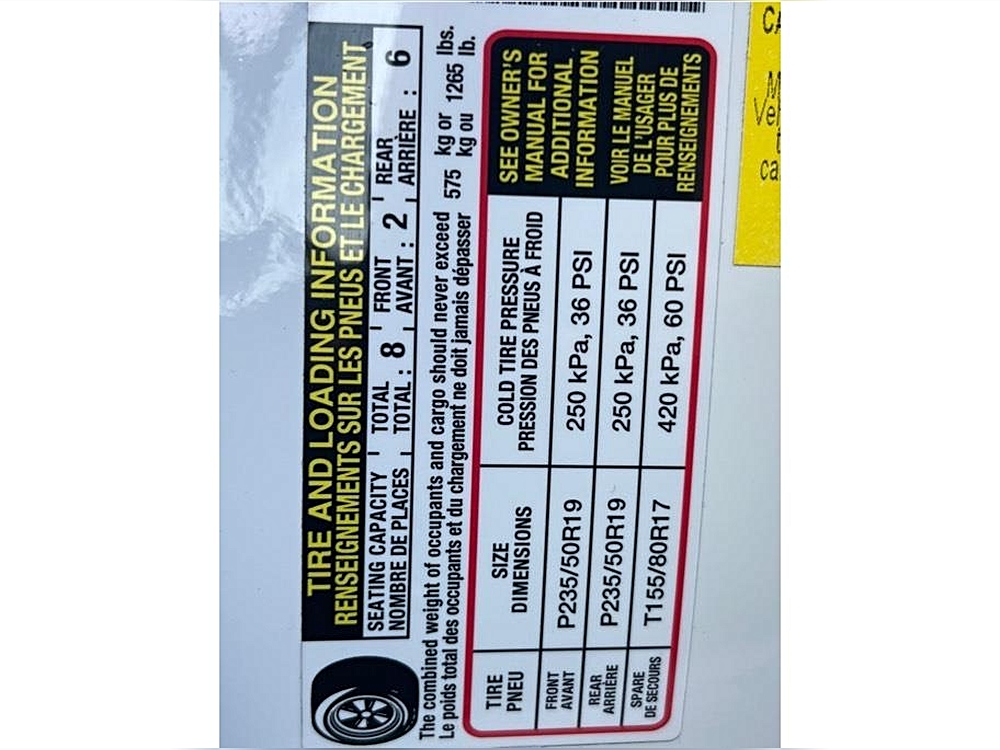 TIRE AND LOADING INFORMATION
RENSEIGNEMENTS SUR LES PNEUS ET LE CHARGEMENT
SEATING CAPACITY TOTAL FRONT REAR
NOMBRE DE PLACES TOTAL : 8 AVANT : 2 ARRIÈRE : 6
The combined weight of occupants and cargo should never exceed 575 kg or 1265 lbs.
Le poids total des occupants et du chargement ne doit jamais dépasser kg ou lb.
TIRE SIZE COLD TIRE PRESSURE
PNEU DIMENSIONS PRESSION DES PNEUS À FROID
FRONT
AVANT P235/50R19 250 kPa, 36 PSI
REAR
ARRIÈRE P235/50R19 250 kPa, 36 PSI
SPARE
DE SECOURS T155/80R17 420 kPa, 60 PSI
SEE OWNER'S
MANUAL FOR
ADDITIONAL
INFORMATION
VOIR LE MANUEL
DE L'USAGER
POUR PLUS DE
RENSEIGNEMENTS